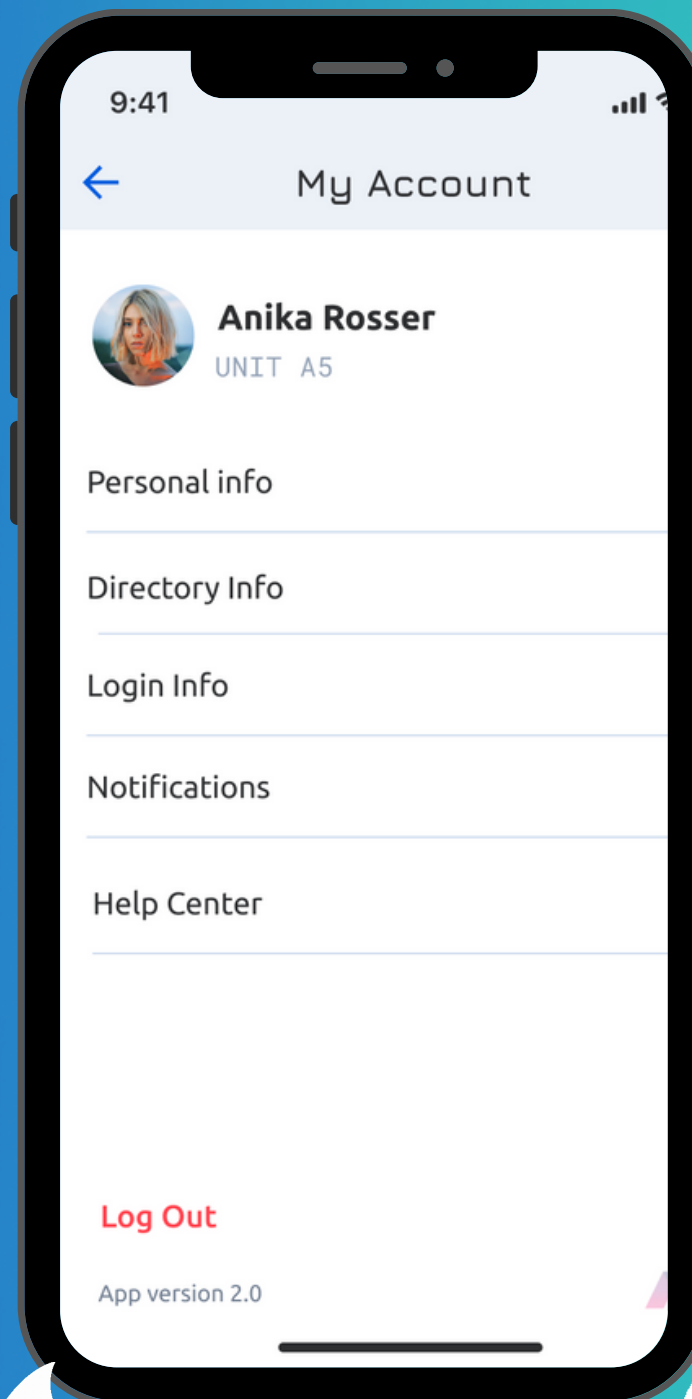 9:41
My Account
Anika Rosser
UNIT A5
Personal info
Directory Info
Login Info
Notifications
Help Center
Log Out
App version 2.0